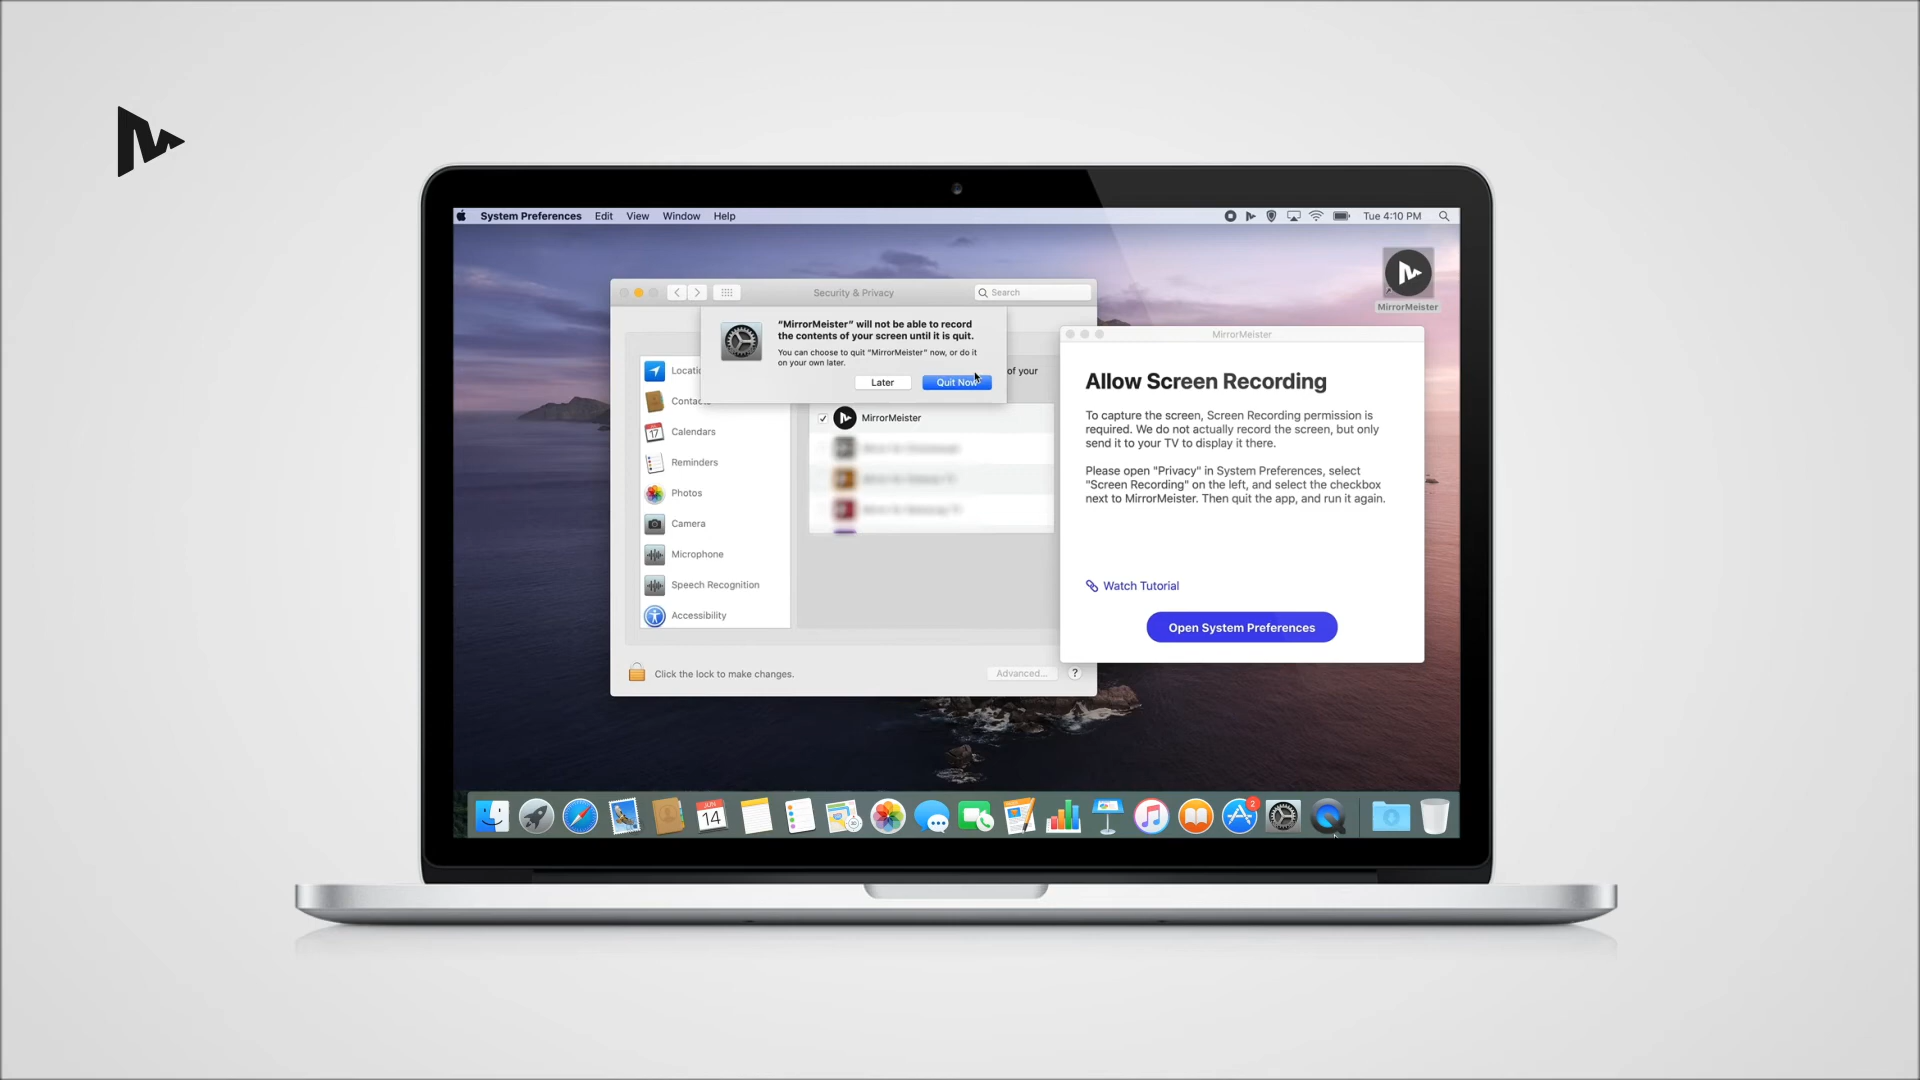 System Preferences Edit View Window Help
Tue 4:10 PM
MirrorMeister
Security & Privacy
Search
"MirrorMeister" will not be able to record
the contents of your screen until it is quit.
You can choose to quit "MirrorMeister" now, or do it
on your own later.
Later
Quit Now
of your
Contac
Calendars
Reminders
Photos
Camera
Microphone
Speech Recognition
Accessibility
MirrorMeister
Click the lock to make changes.
Advanced...
?
MirrorMeister
Allow Screen Recording
To capture the screen, Screen Recording permission is
required. We do not actually record the screen, but only
send it to your TV to display it there.
Please open "Privacy" in System Preferences, select
"Screen Recording" on the left, and select the checkbox
next to MirrorMeister. Then quit the app, and run it again.
Watch Tutorial
Open System Preferences
17
JUN
14
2